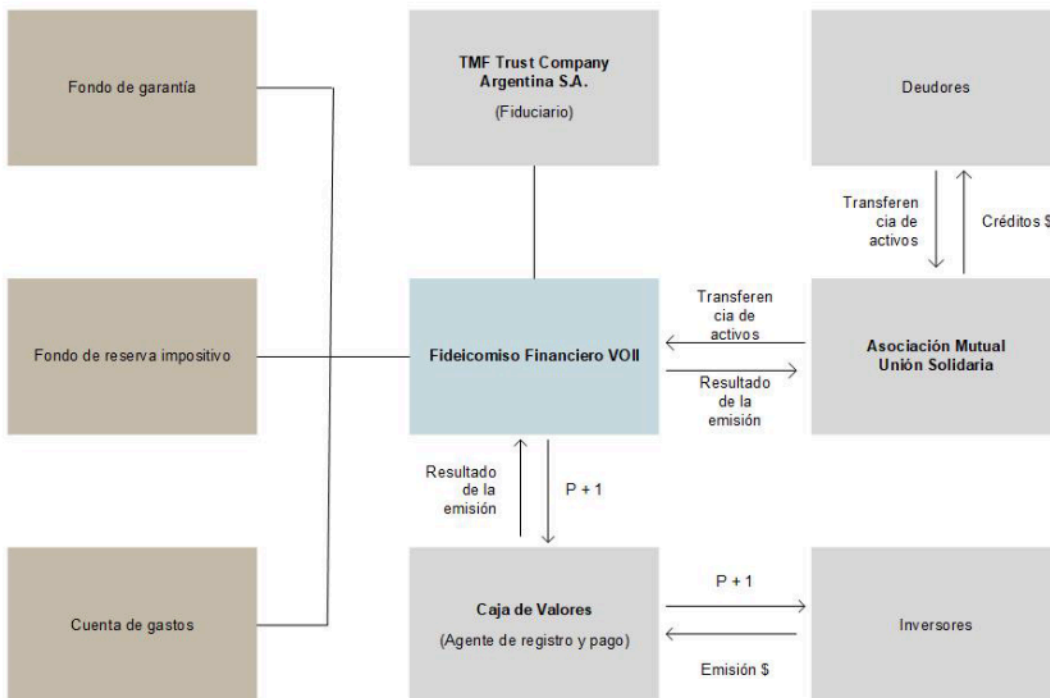 Fondo de garantía
TMF Trust Company
Argentina S.A.
(Fiduciario)
Deudores
Transferen
cia de
activos
Créditos $
Fondo de reserva impositivo
Fideicomiso Financiero VOII
Transferen
cia de
activos
Resultado
de la
emisión
Asociación Mutual
Unión Solidaria
Resultado
de la
emisión
P + 1
Cuenta de gastos
Caja de Valores
(Agente de registro y pago)
P + 1
Emisión $
Inversores